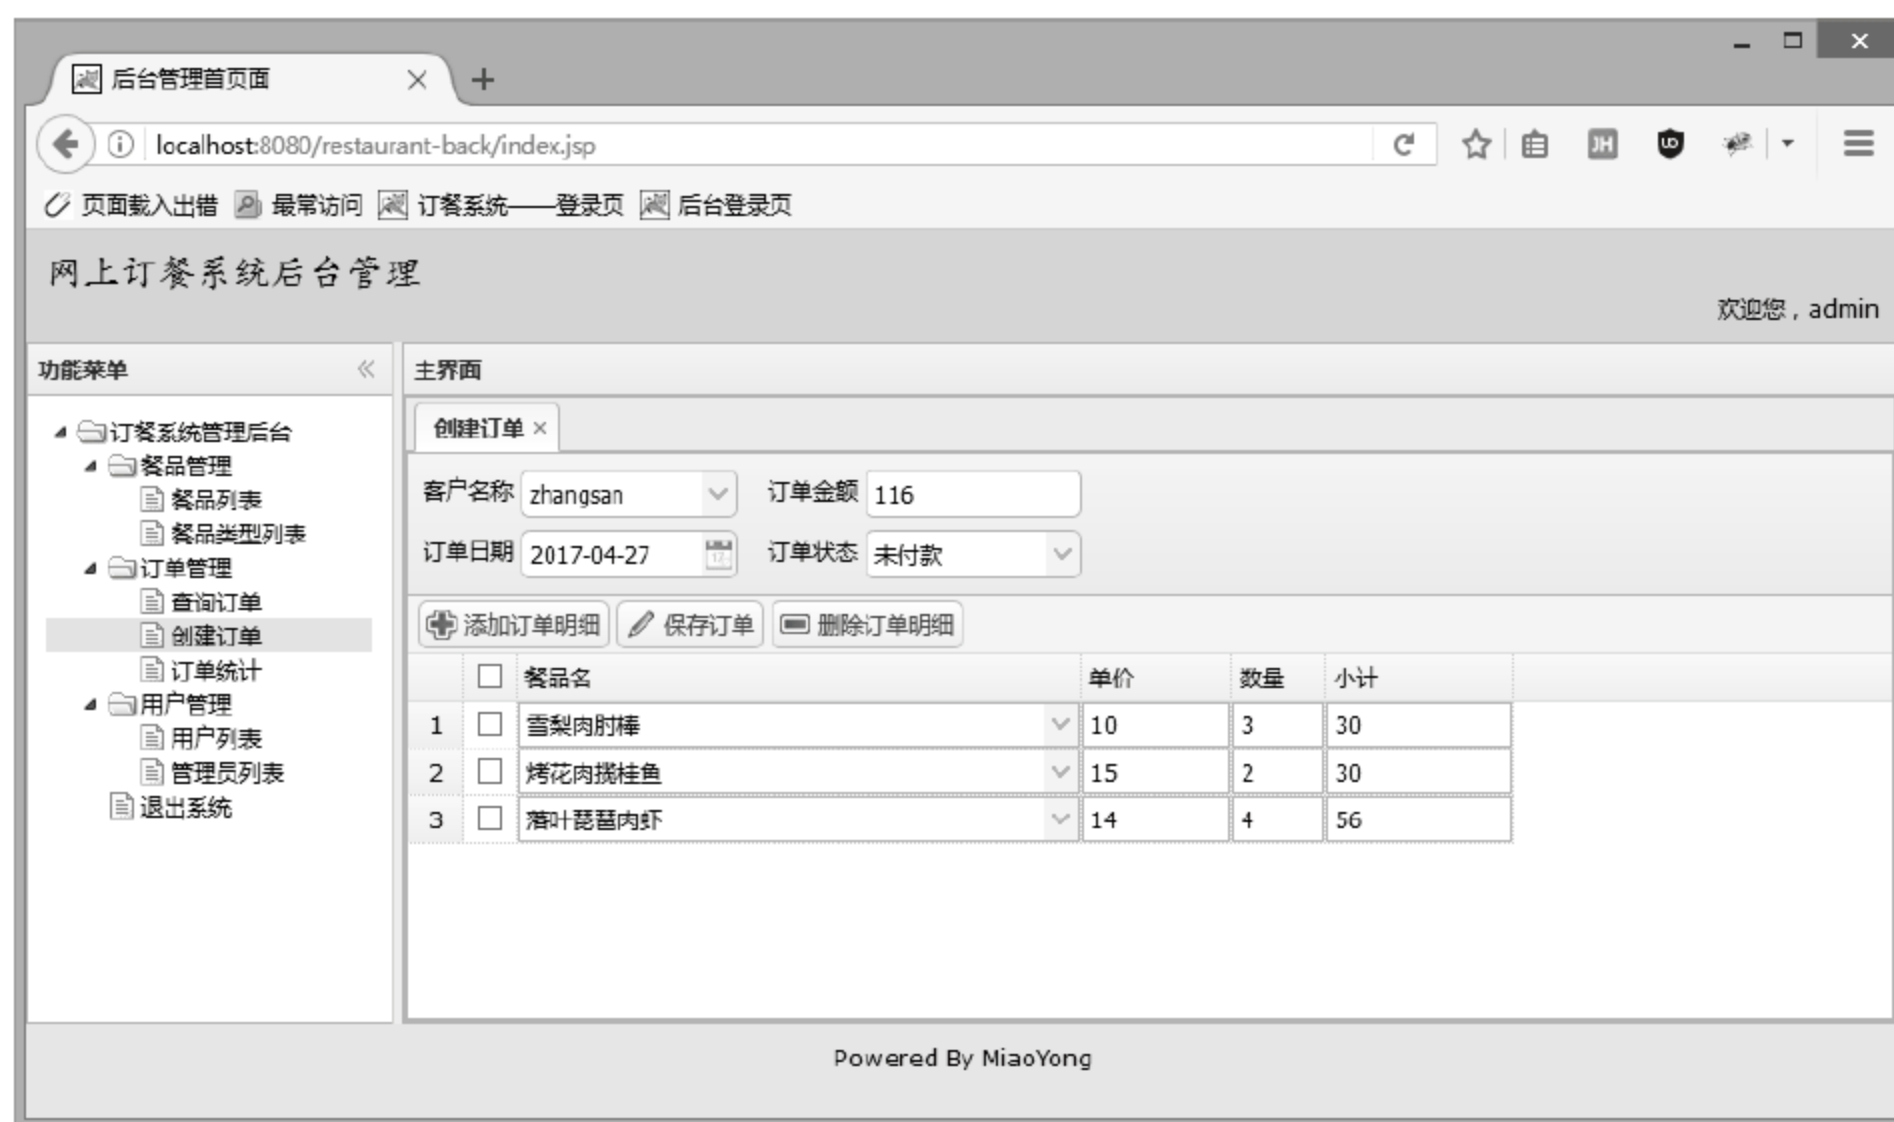 后台管理首页面
localhost:8080/restaurant-back/index.jsp
页面载入出错 最常访问 订餐系统——登录页 后台登录页
网上订餐系统后台管理
欢迎您，admin
功能菜单
主界面
订餐系统管理后台
餐品管理
餐品列表
餐品类型列表
订单管理
查询订单
创建订单
订单统计
用户管理
用户列表
管理员列表
退出系统
创建订单
客户名称 zhangsan 订单金额 116
订单日期 2017-04-27 订单状态 未付款
添加订单明细 保存订单 删除订单明细
餐品名 单价 数量 小计
1 雪梨肉肘棒 10 3 30
2 烤花肉揽桂鱼 15 2 30
3 落叶琵琶肉虾 14 4 56
Powered By MiaoYong